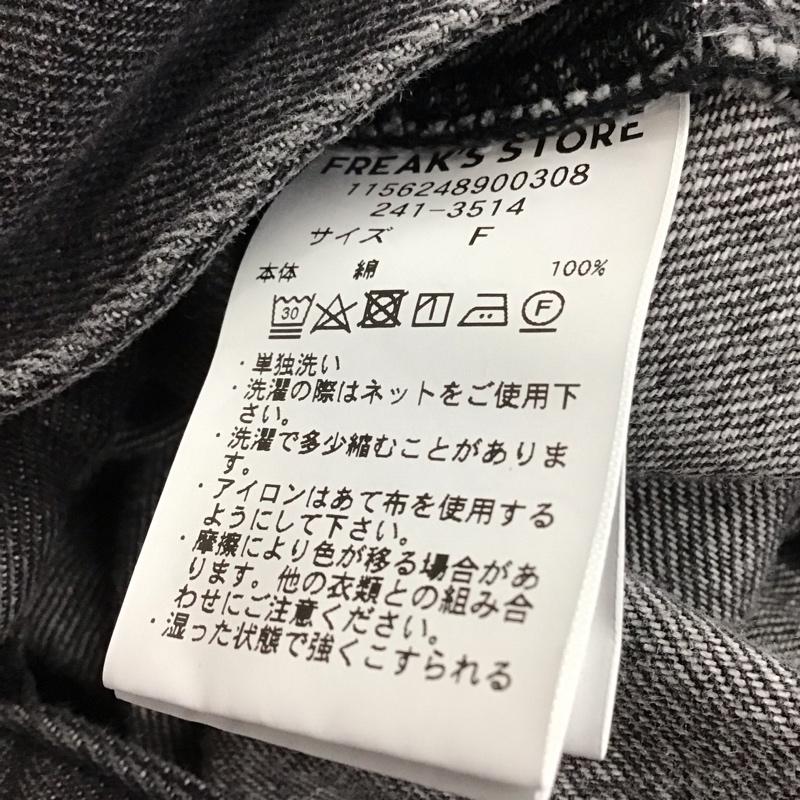 FREAK'S STORE
1156248900308
241-3514
サイズ F
本体 綿 100%
30
F
・単独洗い
・洗濯の際はネットをご使用下
さい。
・洗濯で多少縮むことがありま
す。
・アイロンはあて布を使用する
ようにして下さい。
・摩擦により色が移る場合があ
ります。他の衣類との組み合
わせにご注意ください。
・湿った状態で強くこすられる